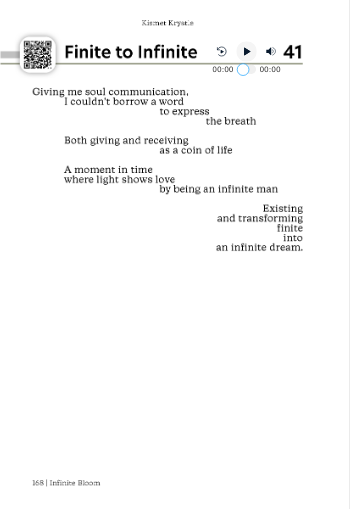 Kismet Krystle
Finite to Infinite
41
00:00
00:00
Giving me soul communication,
I couldn't borrow a word
to express
the breath
Both giving and receiving
as a coin of life
A moment in time
where light shows love
by being an infinite man
Existing
and transforming
finite
into
an infinite dream.
168 | Infinite Bloom